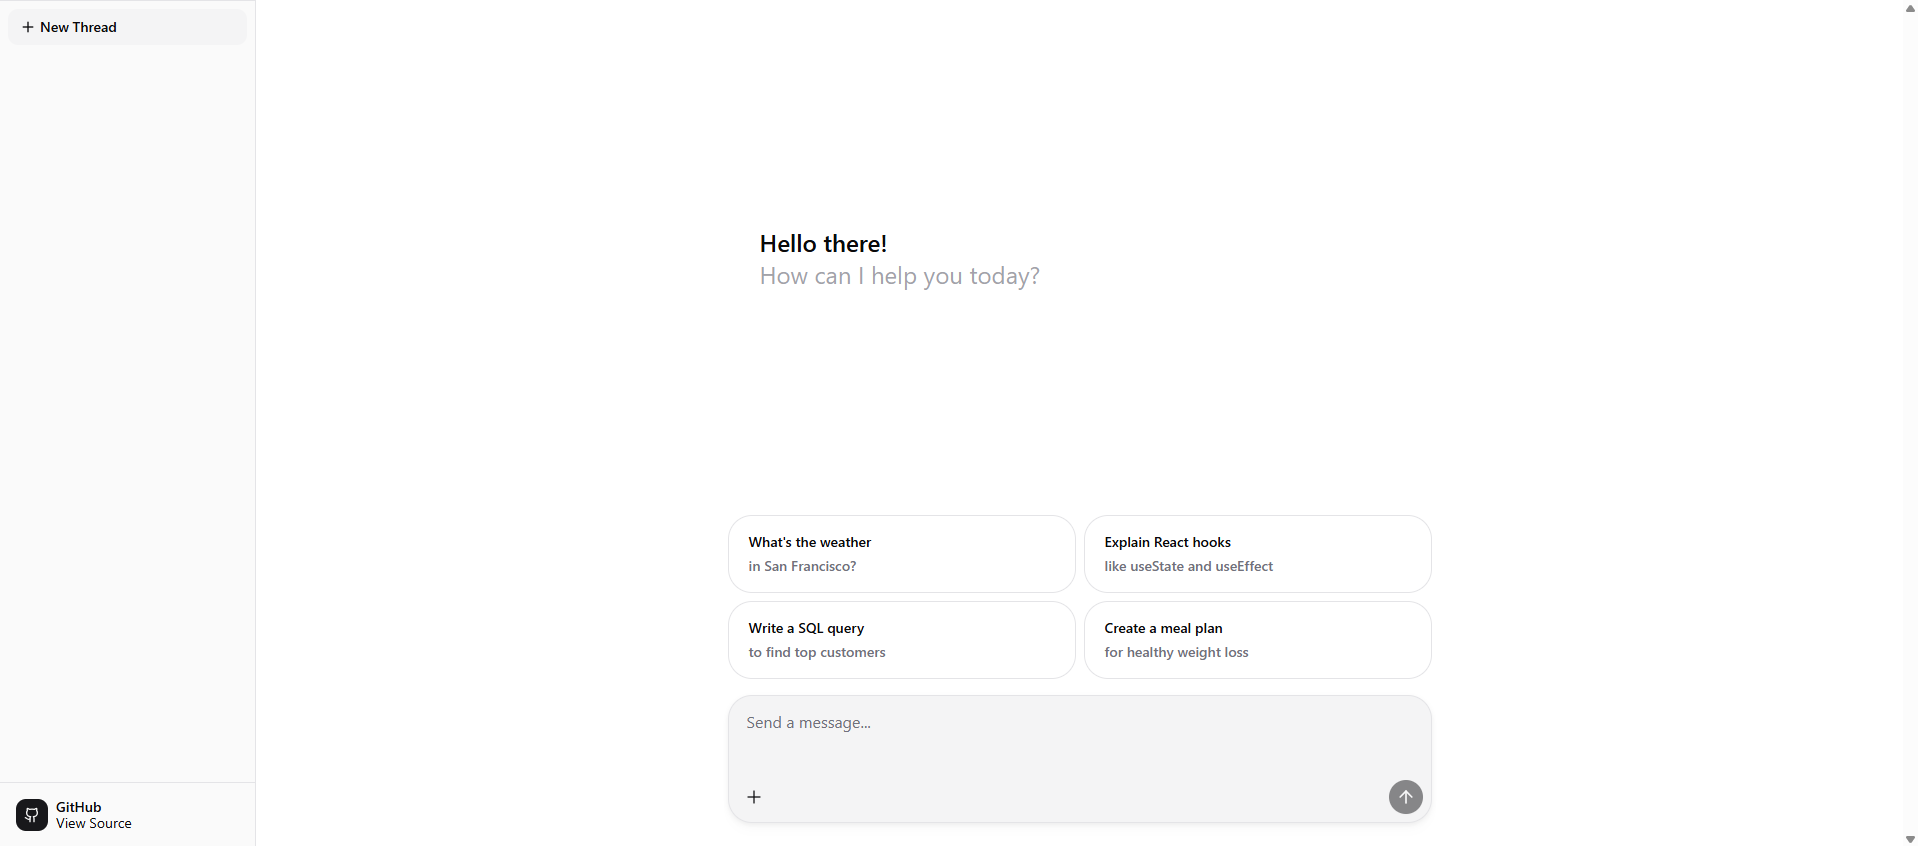 New Thread
Hello there!
How can I help you today?
What's the weather
in San Francisco?
Explain React hooks
like useState and useEffect
Write a SQL query
to find top customers
Create a meal plan
for healthy weight loss
Send a message...
GitHub
View Source